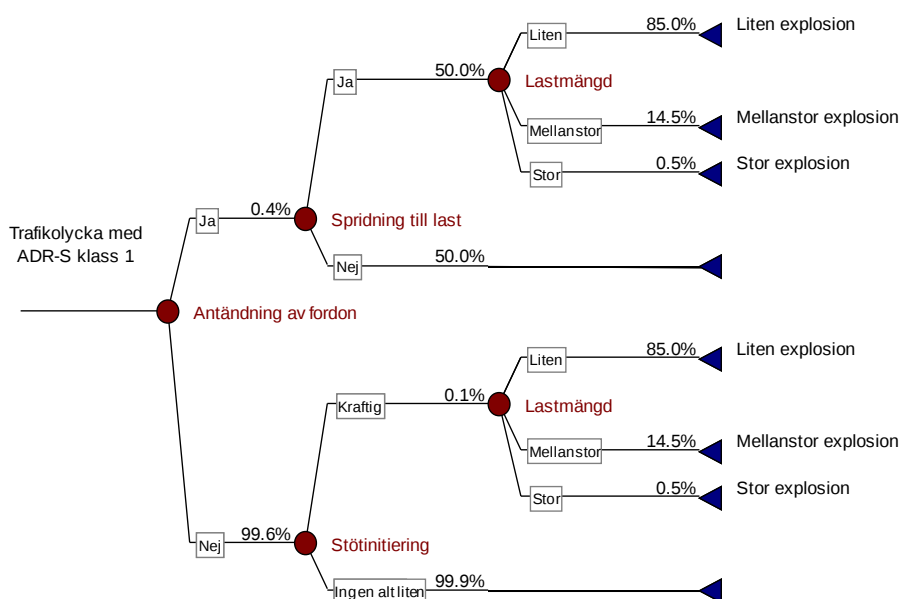 Liten 85.0% Liten explosion
Ja 50.0% Lastmängd
Mellanstor 14.5% Mellanstor explosion
Stor 0.5% Stor explosion
Ja 0.4% Spridning till last
Trafikolycka med
ADR-S klass 1
Nej 50.0%
Antändning av fordon
Liten 85.0% Liten explosion
Kraftig 0.1% Lastmängd
Mellanstor 14.5% Mellanstor explosion
Stor 0.5% Stor explosion
Nej 99.6% Stötinitiering
Ingen alt liten 99.9%